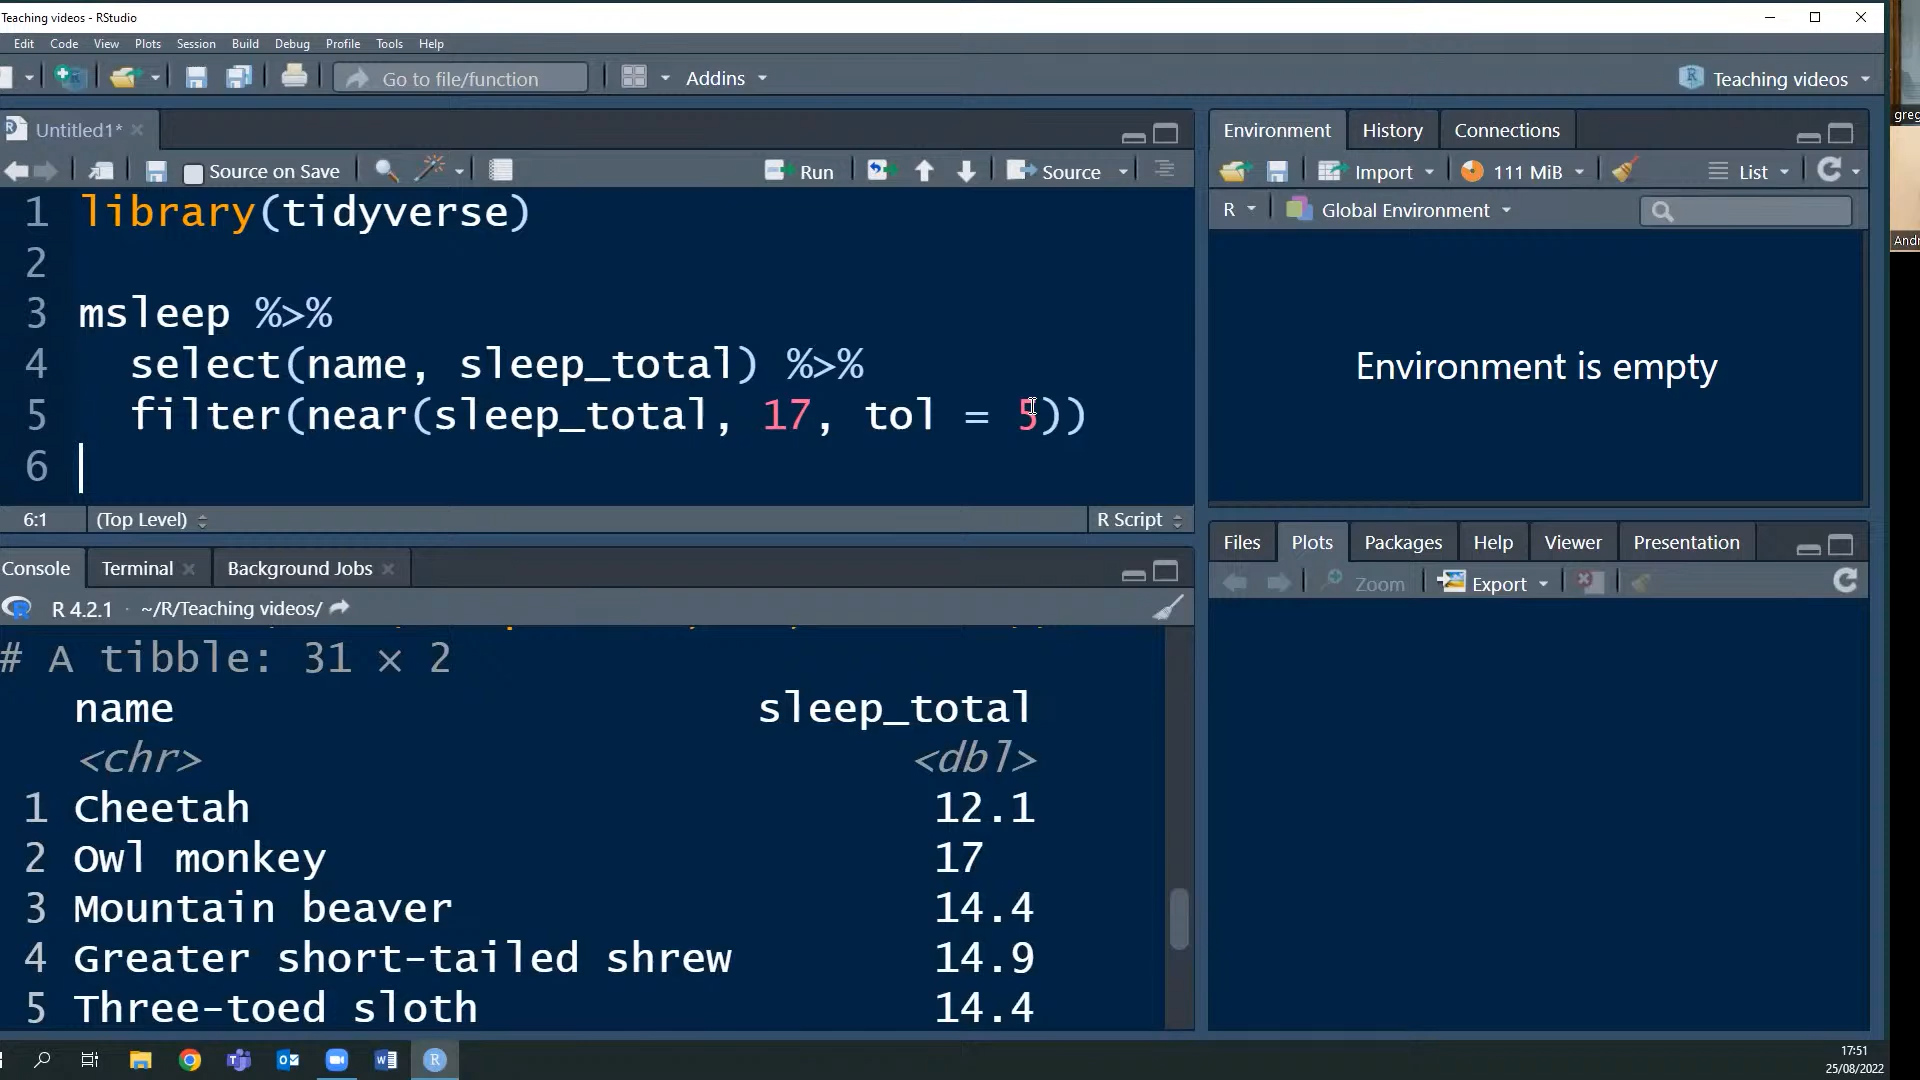 Teaching videos - RStudio
Edit Code View Plots Session Build Debug Profile Tools Help
Go to file/function Addins Teaching videos
Untitled1*
Source on Save Run Source
1 library(tidyverse)
2
3 msleep %>%
4 select(name, sleep_total) %>%
5 filter(near(sleep_total, 17, tol = 5))
6
6:1 (Top Level) R Script
Console Terminal Background Jobs
R 4.2.1 · ~/R/Teaching videos/
# A tibble: 31 × 2
name sleep_total
<chr> <dbl>
1 Cheetah 12.1
2 Owl monkey 17
3 Mountain beaver 14.4
4 Greater short-tailed shrew 14.9
5 Three-toed sloth 14.4
Environment History Connections
Import 111 MiB List
R Global Environment
Environment is empty
Files Plots Packages Help Viewer Presentation
Zoom Export
greg
Andr
17:51
25/08/2022